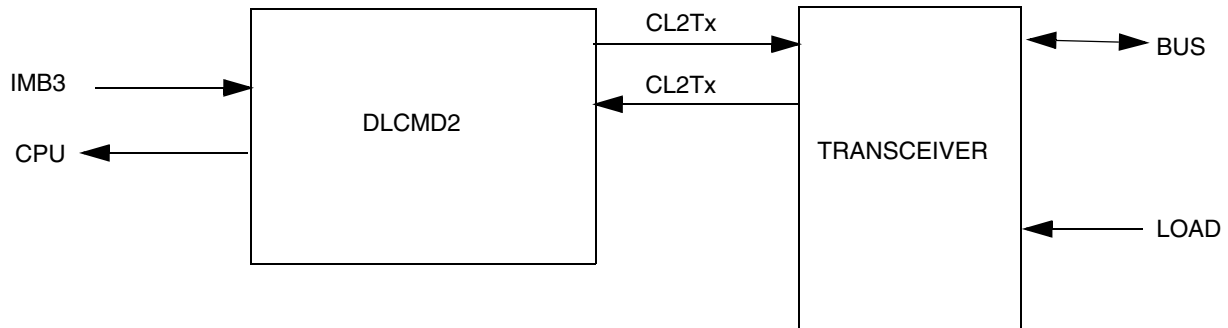 CL2Tx
BUS
IMB3
CL2Tx
DLCMD2
CPU
TRANSCEIVER
LOAD